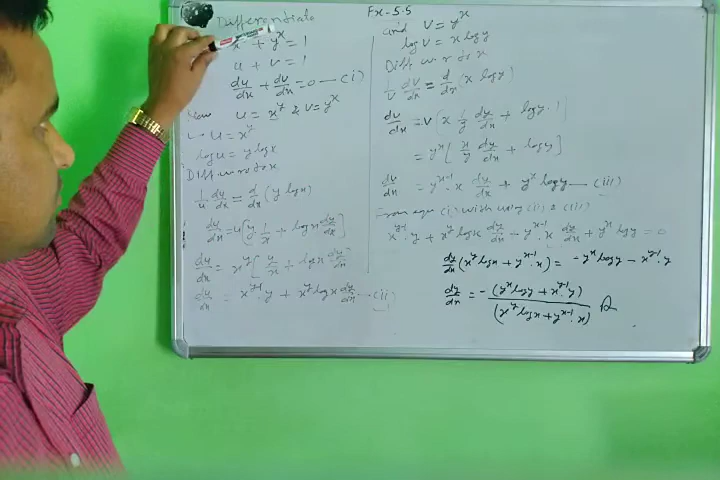 Differentiate
Ex-5.5
x^y + y^x = 1
u + v = 1
du/dx + dv/dx = 0 — (i)
u = x^y & v = y^x
u = x^y
log u = y log x
Diff w r to x
1/u du/dx = d/dx (y log x)
du/dx = u [y · 1/x + log x dy/dx]
du/dx = x^y [y/x + log x dy/dx]
du/dx = x^(y-1) · y + x^y log x dy/dx — (ii)
and v = y^x
log v = x log y
Diff w r to x
1/v dv/dx = d/dx (x log y)
dv/dx = v (x 1/y dy/dx + log y · 1)
= y^x [x/y dy/dx + log y]
dv/dx = y^(x-1) · x dy/dx + y^x log y — (iii)
From eqn (i) with using (ii) & (iii)
x^(y-1) · y + x^y log x dy/dx + y^(x-1) · x dy/dx + y^x log y = 0
dy/dx (x^y log x + y^(x-1) · x) = - y^x log y - x^(y-1) · y
dy/dx = -(y^x log y + x^(y-1) · y) / (x^y log x + y^(x-1) · x)